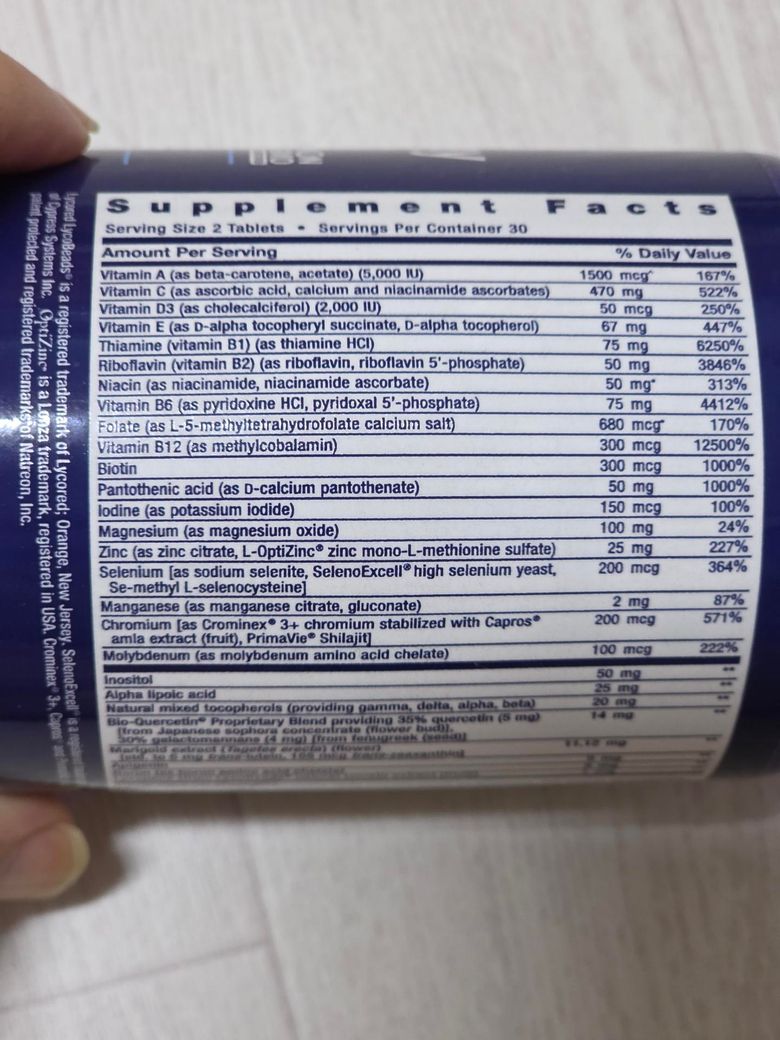 Supplement Facts
Serving Size 2 Tablets • Servings Per Container 30
Amount Per Serving % Daily Value
Vitamin A (as beta-carotene, acetate) (5,000 IU) 1500 mcg^ 167%
Vitamin C (as ascorbic acid, calcium and niacinamide ascorbates) 470 mg 522%
Vitamin D3 (as cholecalciferol) (2,000 IU) 50 mcg 250%
Vitamin E (as D-alpha tocopheryl succinate, D-alpha tocopherol) 67 mg 447%
Thiamine (vitamin B1) (as thiamine HCl) 75 mg 6250%
Riboflavin (vitamin B2) (as riboflavin, riboflavin 5'-phosphate) 50 mg 3846%
Niacin (as niacinamide, niacinamide ascorbate) 50 mg* 313%
Vitamin B6 (as pyridoxine HCl, pyridoxal 5'-phosphate) 75 mg 4412%
Folate (as L-5-methyltetrahydrofolate calcium salt) 680 mcg* 170%
Vitamin B12 (as methylcobalamin) 300 mcg 12500%
Biotin 300 mcg 1000%
Pantothenic acid (as D-calcium pantothenate) 50 mg 1000%
Iodine (as potassium iodide) 150 mcg 100%
Magnesium (as magnesium oxide) 100 mg 24%
Zinc (as zinc citrate, L-OptiZinc® zinc mono-L-methionine sulfate) 25 mg 227%
Selenium [as sodium selenite, SelenoExcell® high selenium yeast, 200 mcg 364%
Se-methyl L-selenocysteine]
Manganese (as manganese citrate, gluconate) 2 mg 87%
Chromium [as Crominex® 3+ chromium stabilized with Capros® 200 mcg 571%
amla extract (fruit), PrimaVie® Shilajit]
Molybdenum (as molybdenum amino acid chelate) 100 mcg 222%
Inositol 50 mg **
Alpha lipoic acid 25 mg **
Natural mixed tocopherols (providing gamma, delta, alpha, beta) 20 mg **
Bio-Quercetin® Proprietary Blend providing 35% quercetin (5 mg) 14 mg **
[from Japanese sophora concentrate (flower bud)],
30% galactomannans (4 mg) [from fenugreek (seed)]
Marigold extract (Tagetes erecta) (flower) 11.12 mg **
Lycored LycoBeads® is a registered trademark of Lycored; Orange, New Jersey. SelenoExcell® is a registered
of Cypress Systems Inc. OptiZinc® is a Lonza trademark, registered in USA. Crominex® 3+, Capros® and
patent protected and registered trademarks of Natreon, Inc.